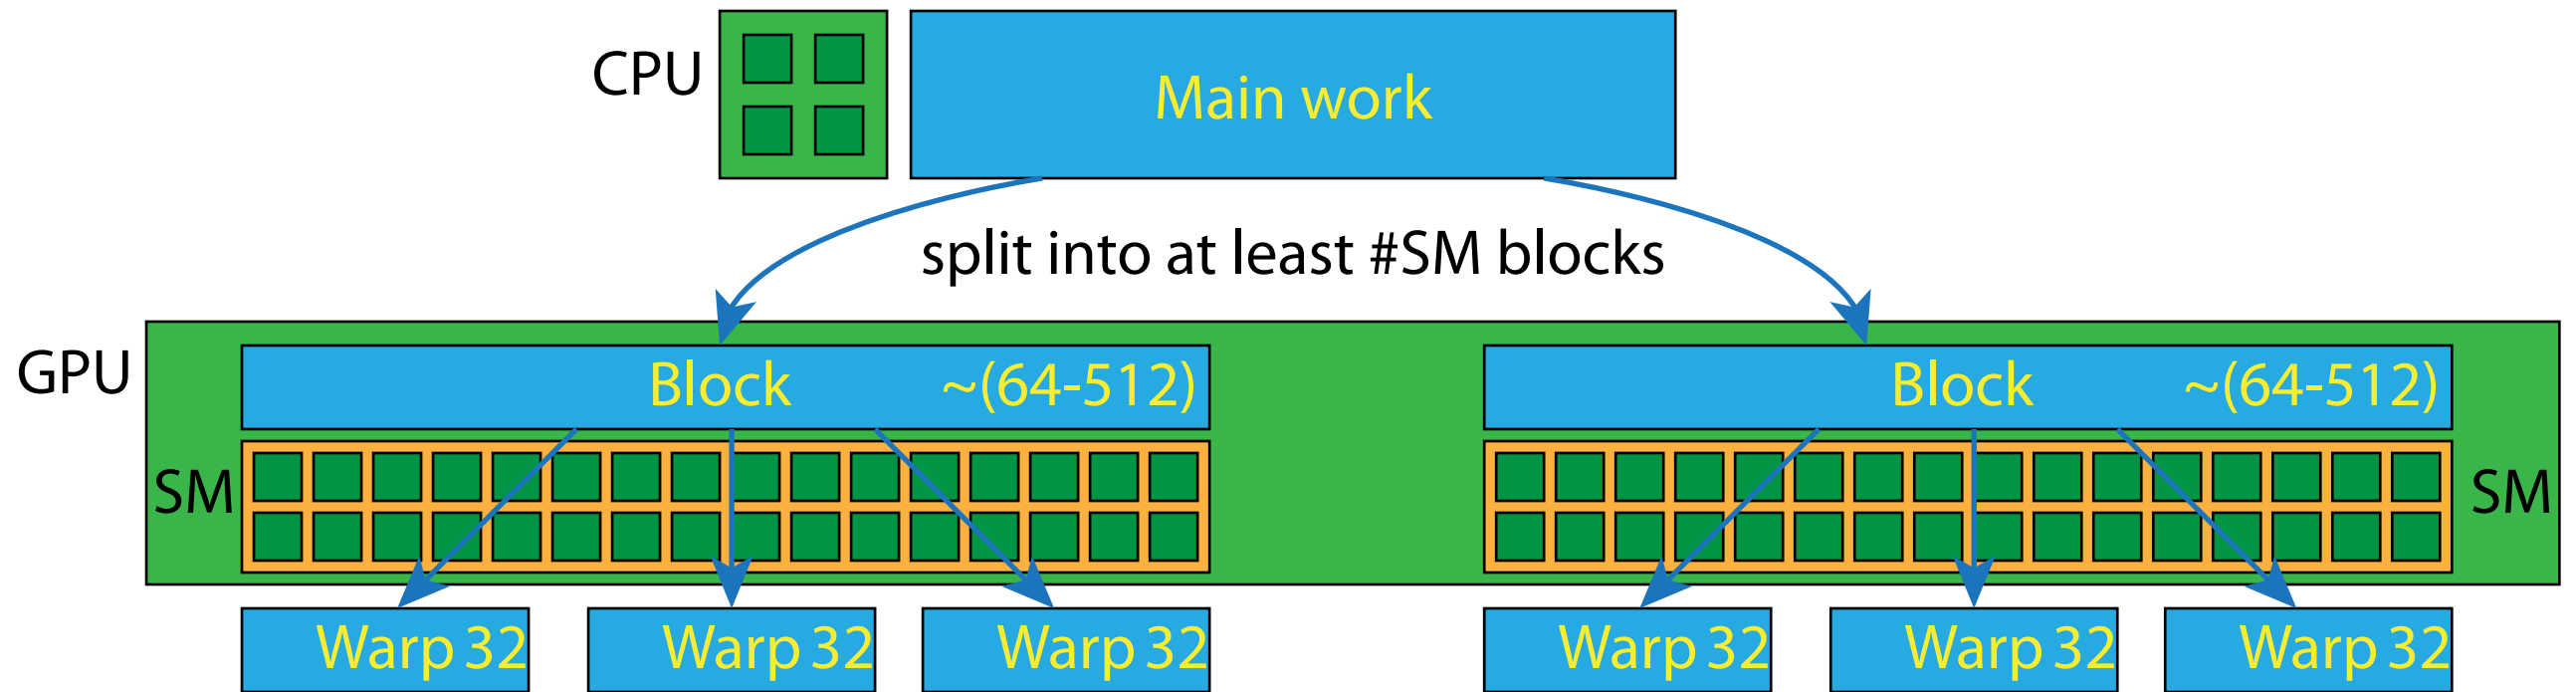 CPU
Main work
split into at least #SM blocks
GPU
Block ~(64-512)
Block ~(64-512)
SM
SM
Warp 32
Warp 32
Warp 32
Warp 32
Warp 32
Warp 32